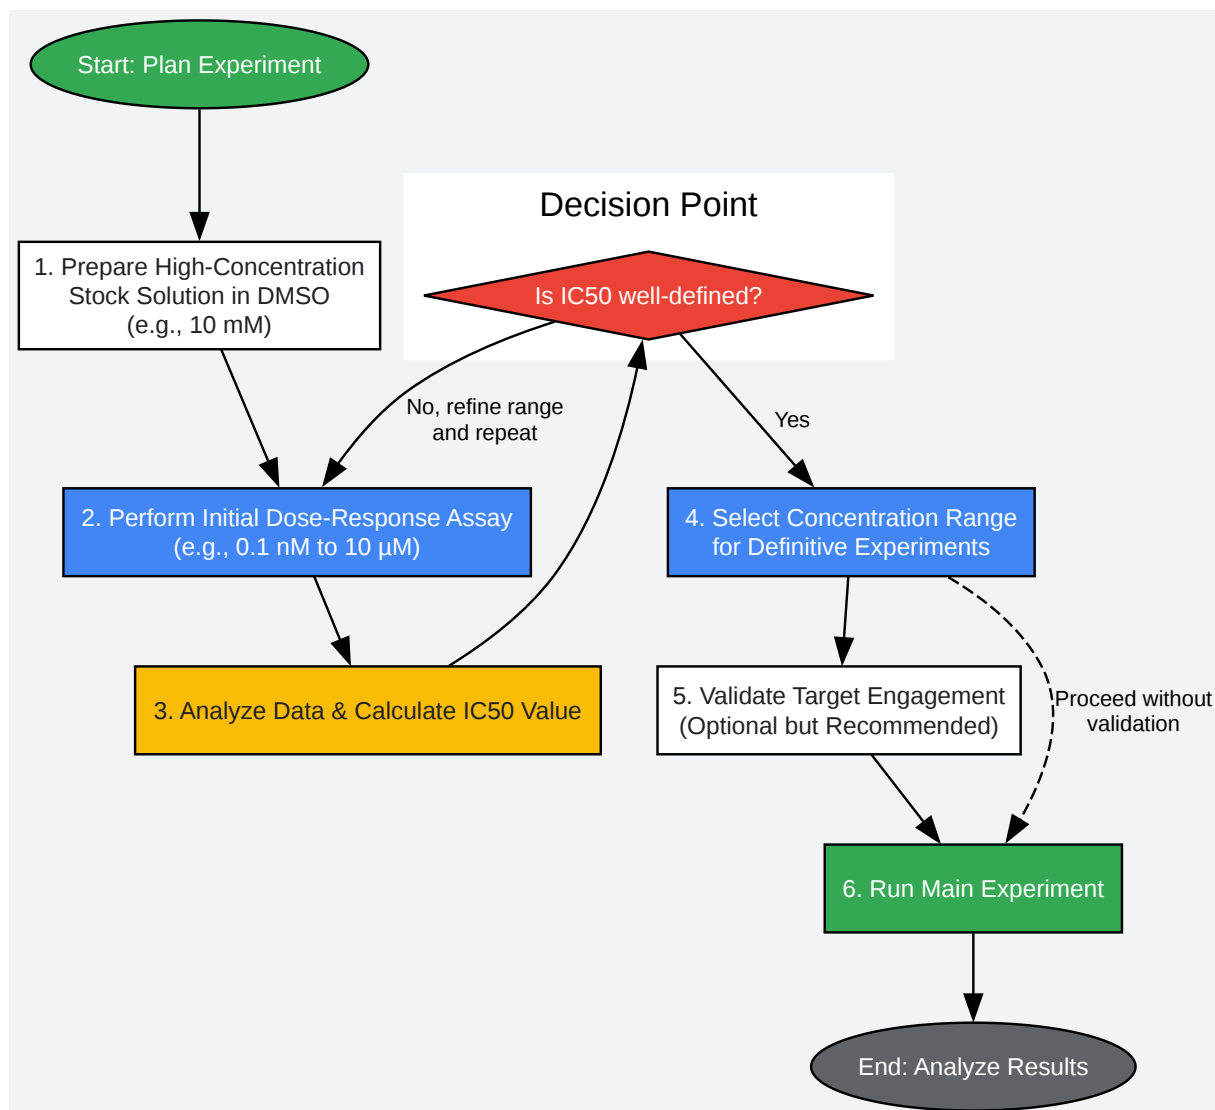 Start: Plan Experiment
Decision Point
1. Prepare High-Concentration
Stock Solution in DMSO
(e.g., 10 mM)
Is IC50 well-defined?
No, refine range
and repeat
Yes
2. Perform Initial Dose-Response Assay
(e.g., 0.1 nM to 10 µM)
4. Select Concentration Range
for Definitive Experiments
3. Analyze Data & Calculate IC50 Value
5. Validate Target Engagement
(Optional but Recommended)
Proceed without
validation
6. Run Main Experiment
End: Analyze Results